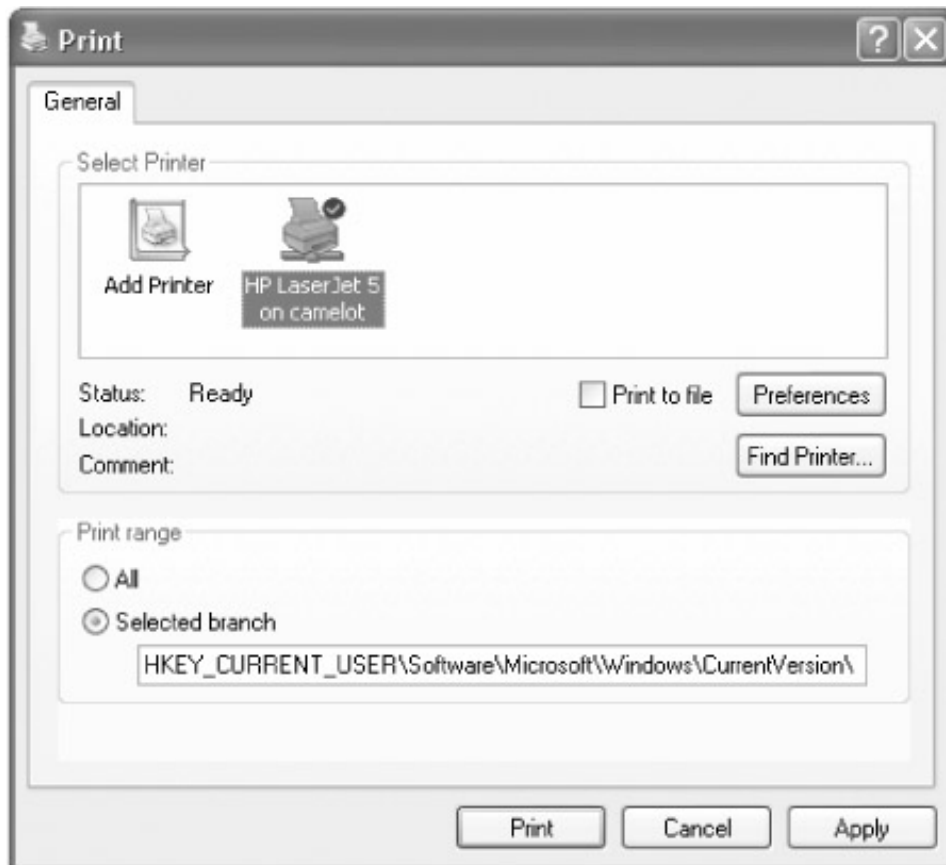 Print
General
Select Printer
Add Printer
HP LaserJet 5
on camelot
Status: Ready
Print to file
Preferences
Location:
Comment:
Find Printer...
Print range
All
Selected branch
HKEY_CURRENT_USER\Software\Microsoft\Windows\CurrentVersion\
Print
Cancel
Apply